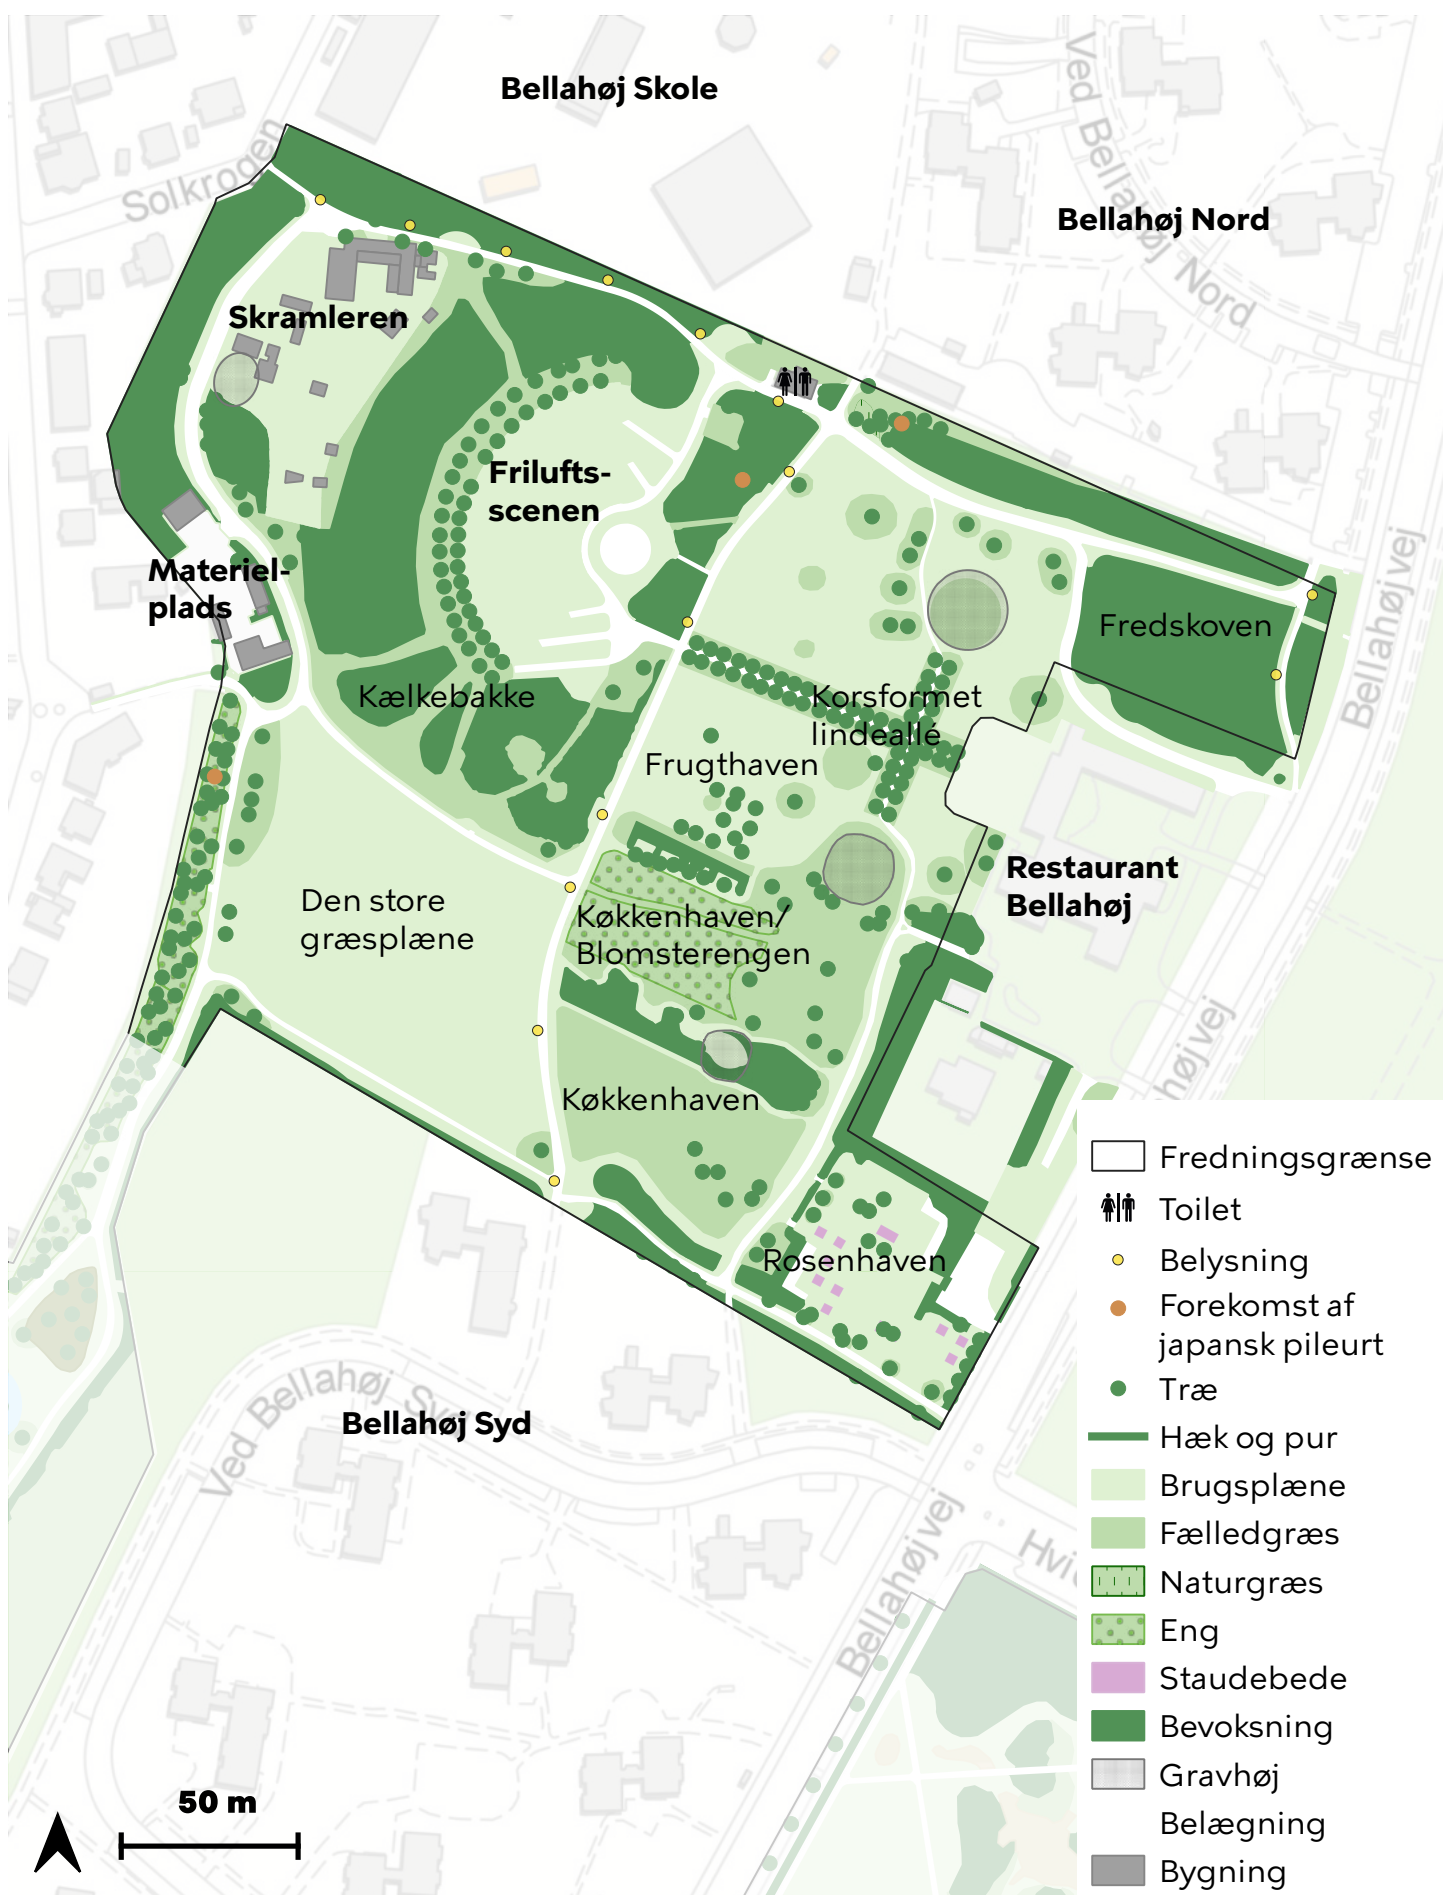 Bellahøj Skole
Ved Bellahøj Nord
Solkrogen
Bellahøj Nord
Skramleren
Frilufts-
scenen
Materiel-
plads
Bellahøjvej
Fredskoven
Kælkebakke
Korsformet
lindeallé
Frugthaven
Restaurant
Bellahøj
Den store
græsplæne
Køkkenhaven/
Blomsterengen
højvej
Køkkenhaven
Rosenhaven
Ved Bellahøj Syd
Bellahøj Syd
Bellahøjvej
Hvi
Fredningsgrænse
Toilet
Belysning
Forekomst af
japansk pileurt
Træ
Hæk og pur
Brugsplæne
Fælledgræs
Naturgræs
Eng
Staudebede
Bevoksning
Gravhøj
Belægning
Bygning
50 m